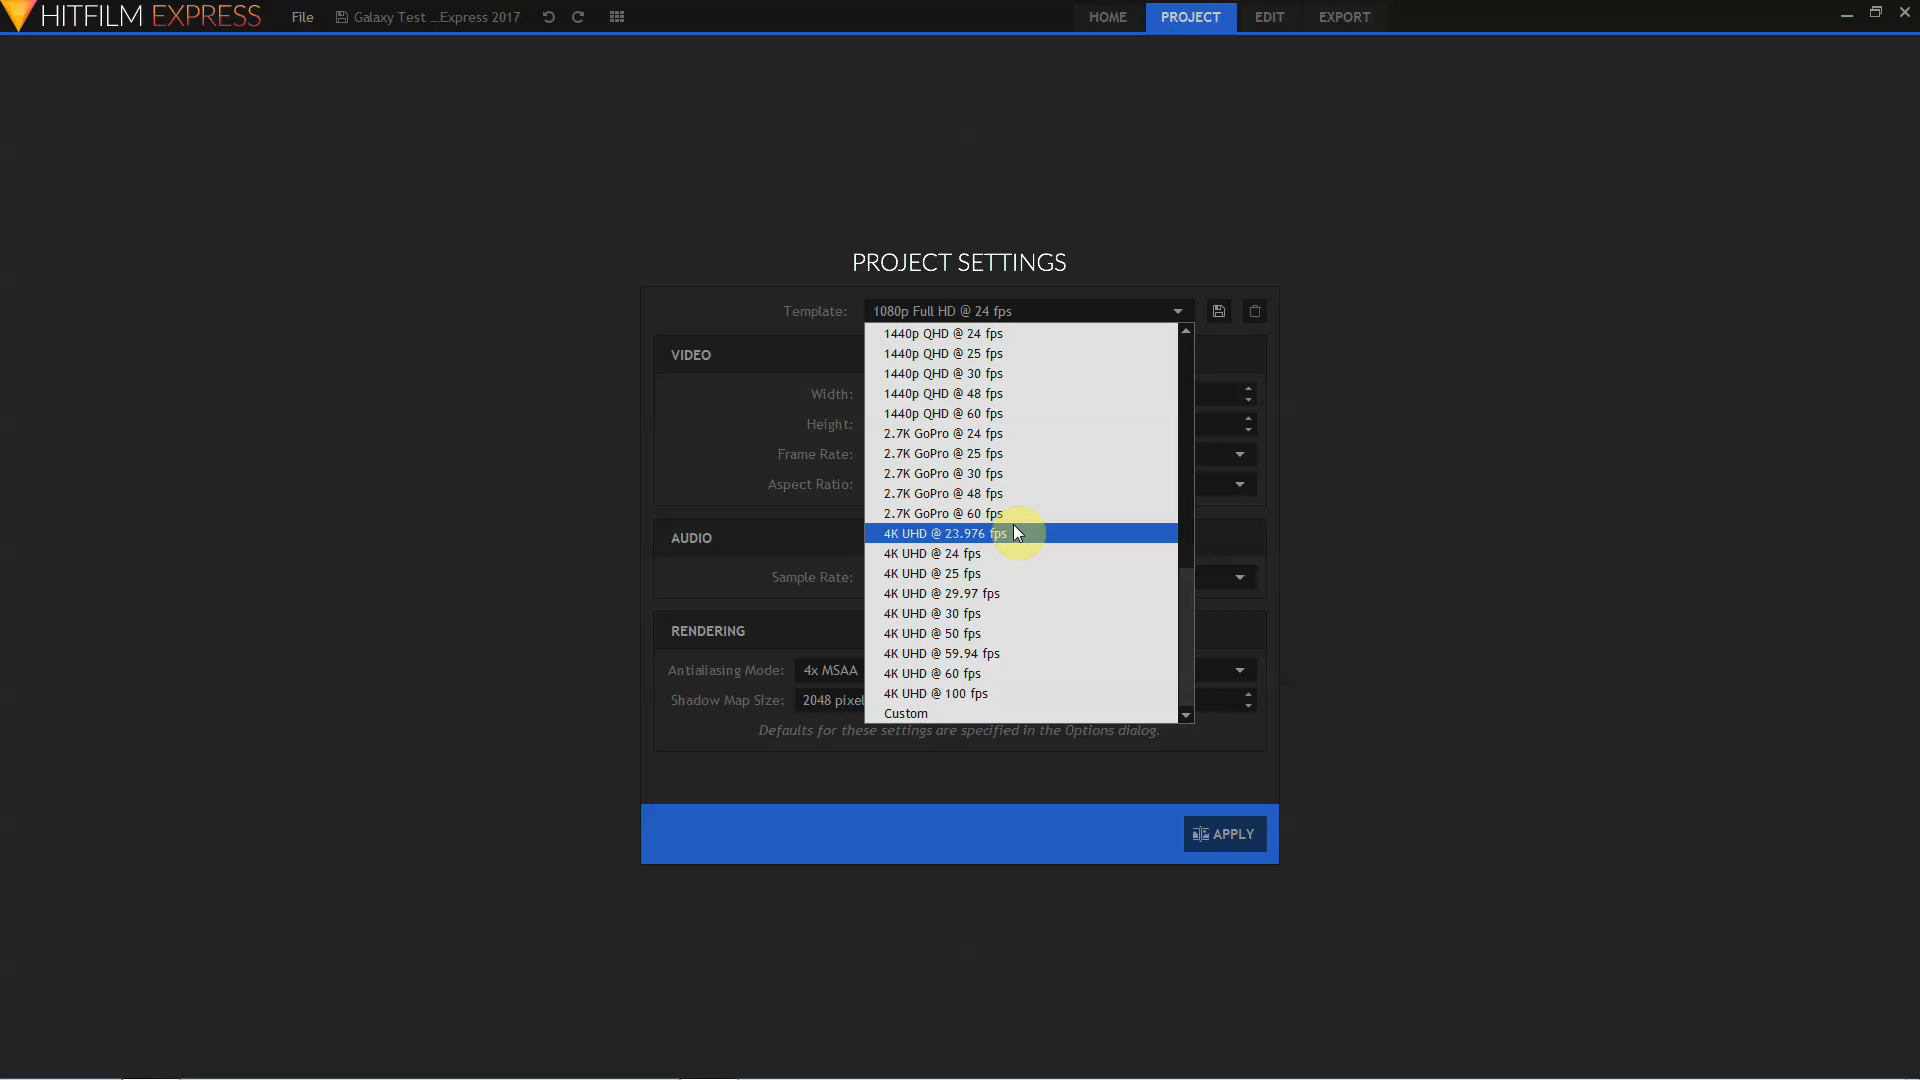 HITFILM EXPRESS File Galaxy Test ...Express 2017 HOME PROJECT EDIT EXPORT
PROJECT SETTINGS
Template: 1080p Full HD @ 24 fps
1440p QHD @ 24 fps
VIDEO
1440p QHD @ 25 fps
1440p QHD @ 30 fps
Width:
1440p QHD @ 48 fps
1440p QHD @ 60 fps
Height:
2.7K GoPro @ 24 fps
Frame Rate:
2.7K GoPro @ 25 fps
2.7K GoPro @ 30 fps
Aspect Ratio:
2.7K GoPro @ 48 fps
2.7K GoPro @ 60 fps
AUDIO
4K UHD @ 23.976 fps
4K UHD @ 24 fps
Sample Rate:
4K UHD @ 25 fps
4K UHD @ 29.97 fps
4K UHD @ 30 fps
RENDERING
4K UHD @ 50 fps
4K UHD @ 59.94 fps
Antialiasing Mode: 4x MSAA
4K UHD @ 60 fps
4K UHD @ 100 fps
Shadow Map Size: 2048 pixel
Custom
Defaults for these settings are specified in the Options dialog.
APPLY